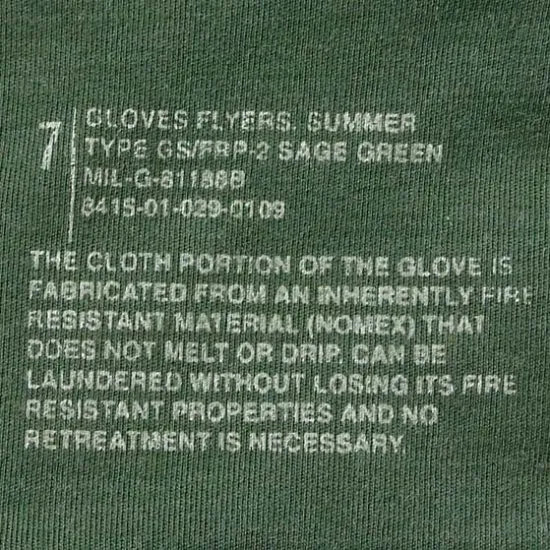 7
GLOVES FLYERS. SUMMER
TYPE GS/FRP-2 SAGE GREEN
MIL-G-81188B
8415-01-029-0109
THE CLOTH PORTION OF THE GLOVE IS
FABRICATED FROM AN INHERENTLY FIRE
RESISTANT MATERIAL (NOMEX) THAT
DOES NOT MELT OR DRIP. CAN BE
LAUNDERED WITHOUT LOSING ITS FIRE
RESISTANT PROPERTIES AND NO
RETREATMENT IS NECESSARY.